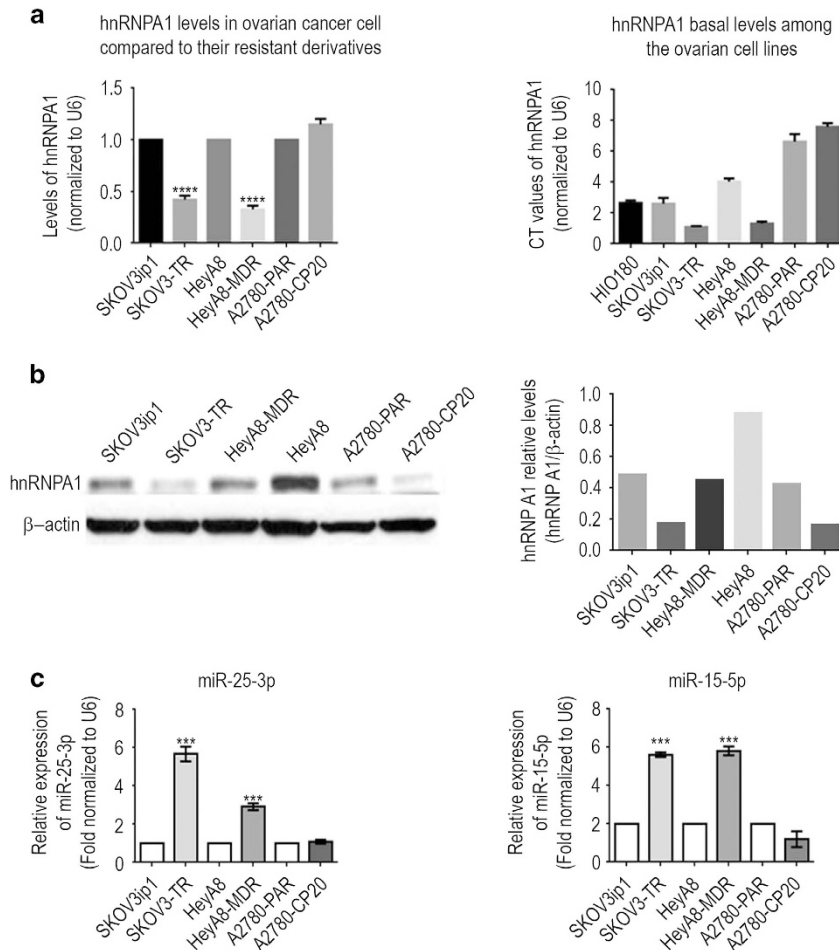 a
hnRNPA1 levels in ovarian cancer cell
compared to their resistant derivatives
Levels of hnRNPA1
(normalized to U6)
1.5
1.0
0.5
0.0
****
****
SKOV3ip1
SKOV3-TR
HeyA8
HeyA8-MDR
A2780-PAR
A2780-CP20
hnRNPA1 basal levels among
the ovarian cell lines
CT values of hnRNPA1
(normalized to U6)
8
6
4
2
0
HIO180
SKOV3ip1
SKOV3-TR
HeyA8
HeyA8-MDR
A2780-PAR
A2780-CP20
b
SKOV3ip1
SKOV3-TR
HeyA8-MDR
HeyA8
A2780-PAR
A2780-CP20
hnRNPA1
β–actin
hnRNP A1 relative levels
(hnRNP A1/β-actin)
1.0
0.8
0.6
0.4
0.2
0.0
SKOV3ip1
SKOV3-TR
HeyA8-MDR
HeyA8
A2780-PAR
A2780-CP20
c
miR-25-3p
Relative expression
of miR-25-3p
(Fold normalized to U6)
8
6
4
2
0
***
***
SKOV3ip1
SKOV3-TR
HeyA8
HeyA8-MDR
A2780-PAR
A2780-CP20
miR-15-5p
Relative expression
of miR-15-5p
(Fold normalized to U6)
8
6
4
2
0
***
***
SKOV3ip1
SKOV3-TR
HeyA8
HeyA8-MDR
A2780-PAR
A2780-CP20